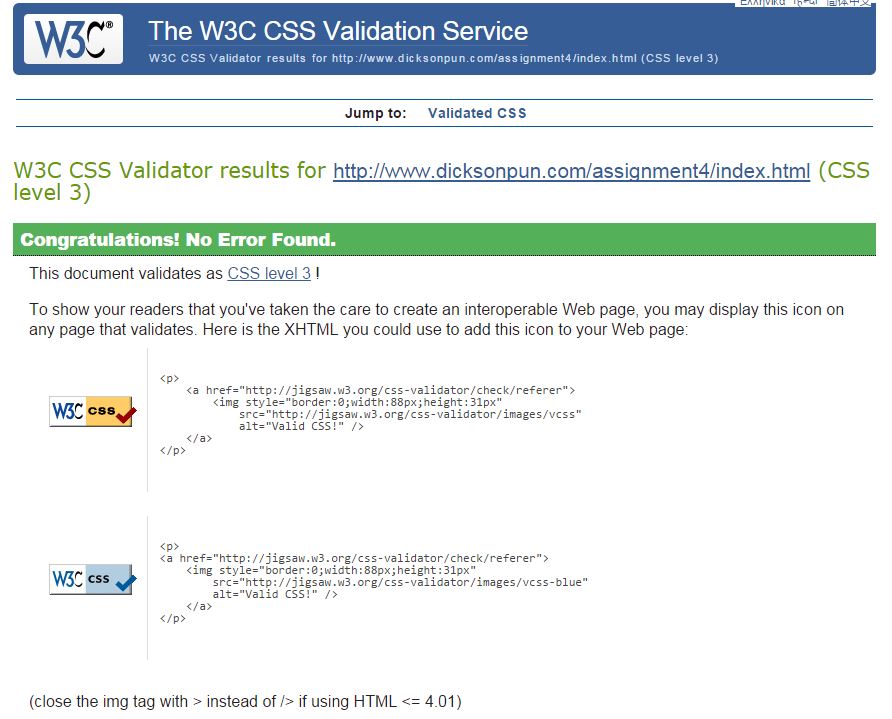 W3C®
The W3C CSS Validation Service
W3C CSS Validator results for http://www.dicksonpun.com/assignment4/index.html (CSS level 3)
Jump to: Validated CSS
W3C CSS Validator results for http://www.dicksonpun.com/assignment4/index.html (CSS
level 3)
Congratulations! No Error Found.
This document validates as CSS level 3 !
To show your readers that you've taken the care to create an interoperable Web page, you may display this icon on
any page that validates. Here is the XHTML you could use to add this icon to your Web page:
W3C css
<p>
<a href="http://jigsaw.w3.org/css-validator/check/referer">
<img style="border:0;width:88px;height:31px"
src="http://jigsaw.w3.org/css-validator/images/vcss"
alt="Valid CSS!" />
</a>
</p>
W3C css
<p>
<a href="http://jigsaw.w3.org/css-validator/check/referer">
<img style="border:0;width:88px;height:31px"
src="http://jigsaw.w3.org/css-validator/images/vcss-blue"
alt="Valid CSS!" />
</a>
</p>
(close the img tag with > instead of /> if using HTML <= 4.01)